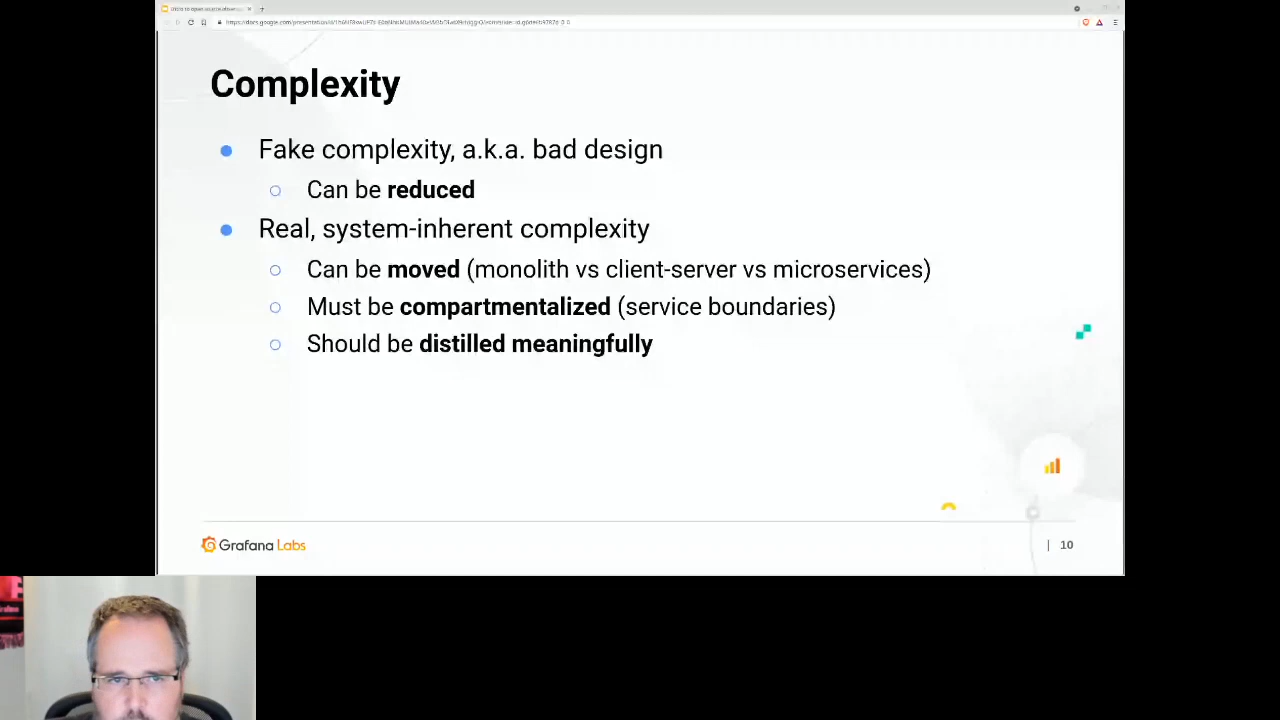 Complexity
Fake complexity, a.k.a. bad design
Can be reduced
Real, system-inherent complexity
Can be moved (monolith vs client-server vs microservices)
Must be compartmentalized (service boundaries)
Should be distilled meaningfully
Grafana Labs
| 10